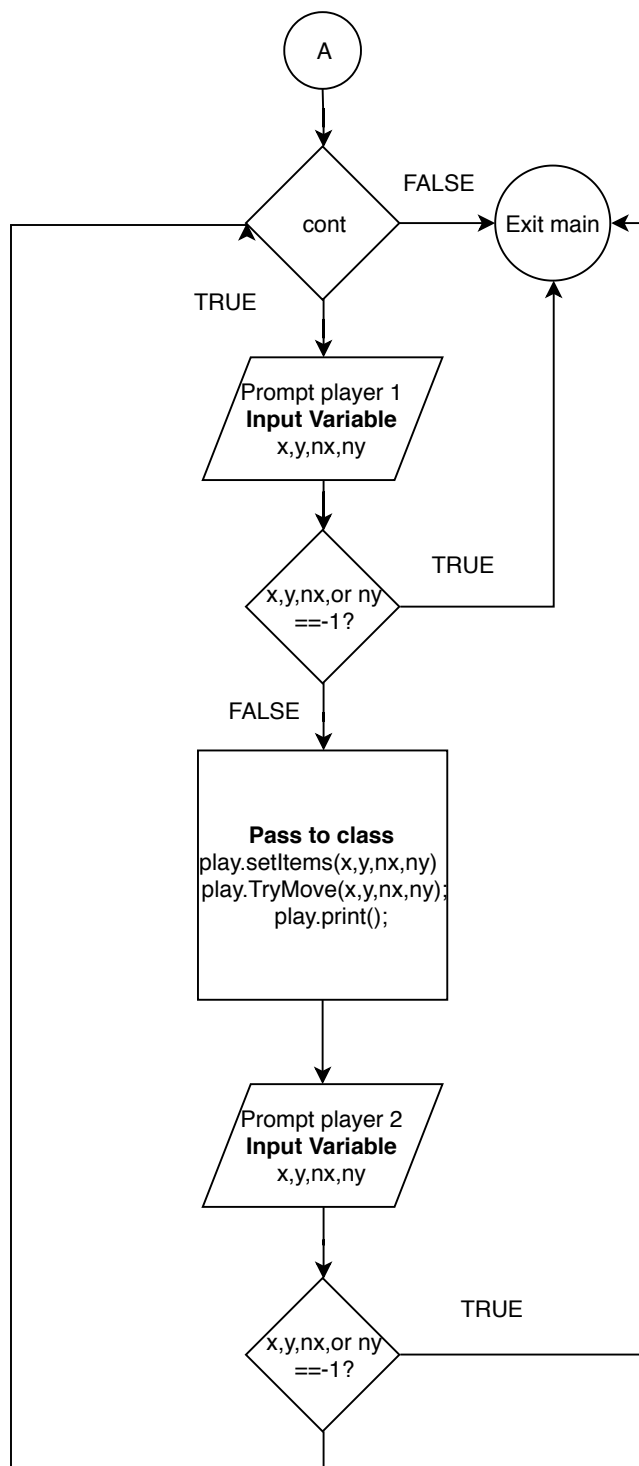 A
FALSE
cont
Exit main
TRUE
Prompt player 1
Input Variable
x,y,nx,ny
TRUE
x,y,nx,or ny
==-1?
FALSE
Pass to class
play.setItems(x,y,nx,ny)
play.TryMove(x,y,nx,ny);
play.print();
Prompt player 2
Input Variable
x,y,nx,ny
TRUE
x,y,nx,or ny
==-1?